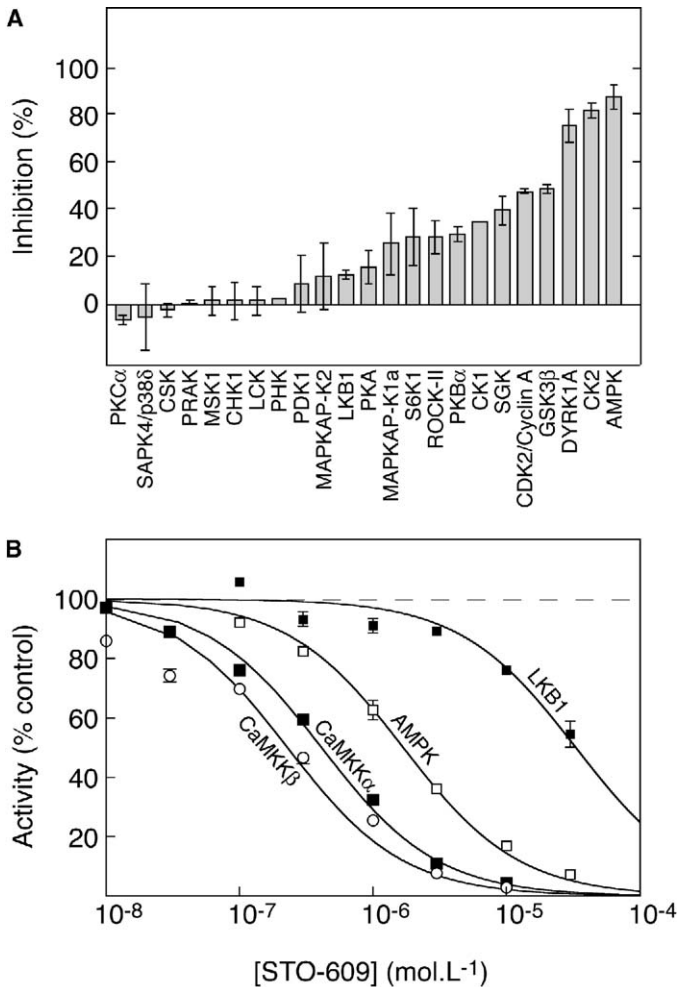 A
Inhibition (%)
100
80
60
40
20
0
PKCα
SAPK4/p38δ
CSK
PRAK
MSK1
CHK1
LCK
PHK
PDK1
MAPKAP-K2
LKB1
PKA
MAPKAP-K1a
S6K1
ROCK-II
PKBα
CK1
SGK
CDK2/Cyclin A
GSK3β
DYRK1A
CK2
AMPK
B
Activity (% control)
100
80
60
40
20
CaMKKβ
CaMKKα
AMPK
LKB1
10-8
10-7
10-6
10-5
10-4
[STO-609] (mol.L-1)